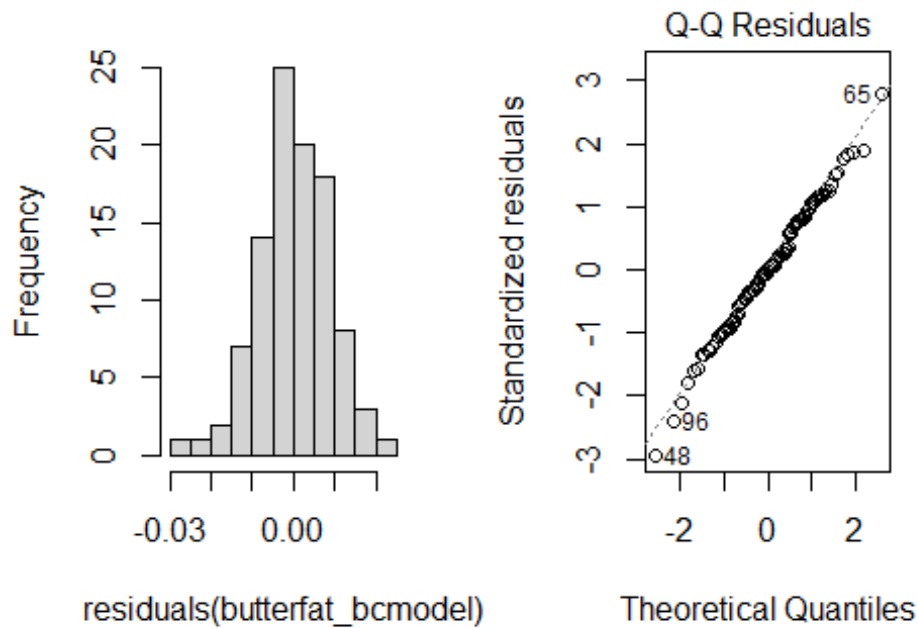 Frequency
25
20
15
10
5
0
-0.03 0.00
residuals(butterfat_bcmodel)
Q-Q Residuals
Standardized residuals
3
2
1
0
-1
-2
-3
65
96
48
-2 0 2
Theoretical Quantiles